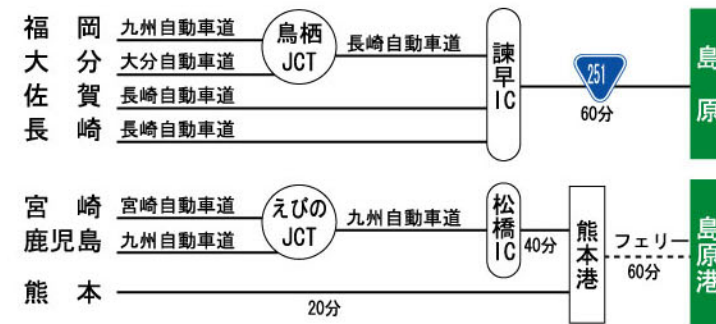 福岡 九州自動車道
大分 大分自動車道
佐賀 長崎自動車道
長崎 長崎自動車道
鳥栖
JCT
長崎自動車道
諫早IC
251
60分
島原
宮崎 宮崎自動車道
鹿児島 九州自動車道
えびの
JCT
九州自動車道
松橋IC
40分
熊本 20分
熊本港
フェリー
60分
島原港